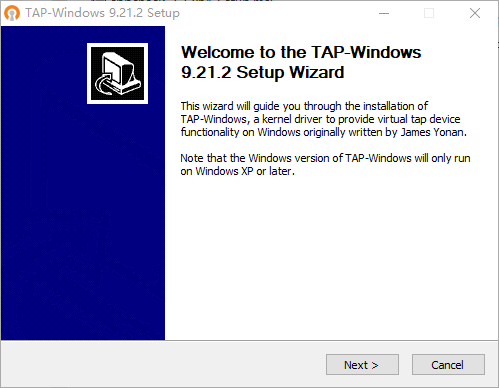 TAP-Windows 9.21.2 Setup
Welcome to the TAP-Windows
9.21.2 Setup Wizard
This wizard will guide you through the installation of
TAP-Windows, a kernel driver to provide virtual tap device
functionality on Windows originally written by James Yonan.
Note that the Windows version of TAP-Windows will only run
on Windows XP or later.
Next >
Cancel